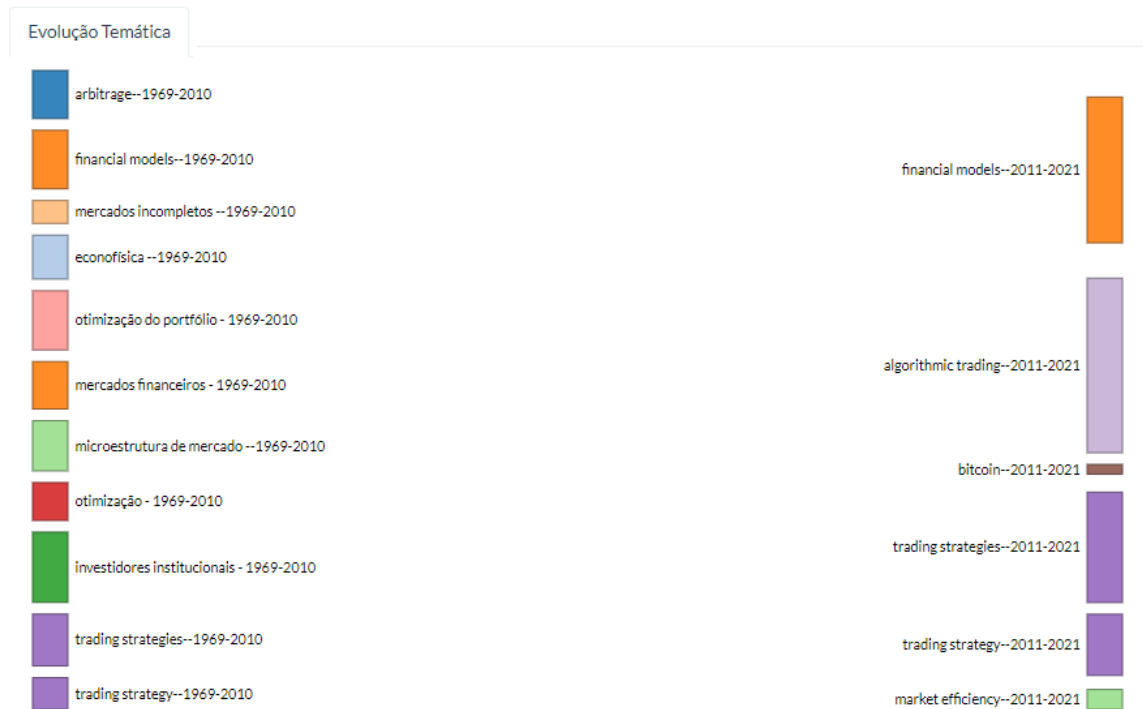 Evolução Temática
arbitrage--1969-2010
financial models--1969-2010
mercados incompletos --1969-2010
econofísica --1969-2010
otimização do portfólio - 1969-2010
mercados financeiros - 1969-2010
microestrutura de mercado --1969-2010
otimização - 1969-2010
investidores institucionais - 1969-2010
trading strategies--1969-2010
trading strategy--1969-2010
financial models--2011-2021
algorithmic trading--2011-2021
bitcoin--2011-2021
trading strategies--2011-2021
trading strategy--2011-2021
market efficiency--2011-2021